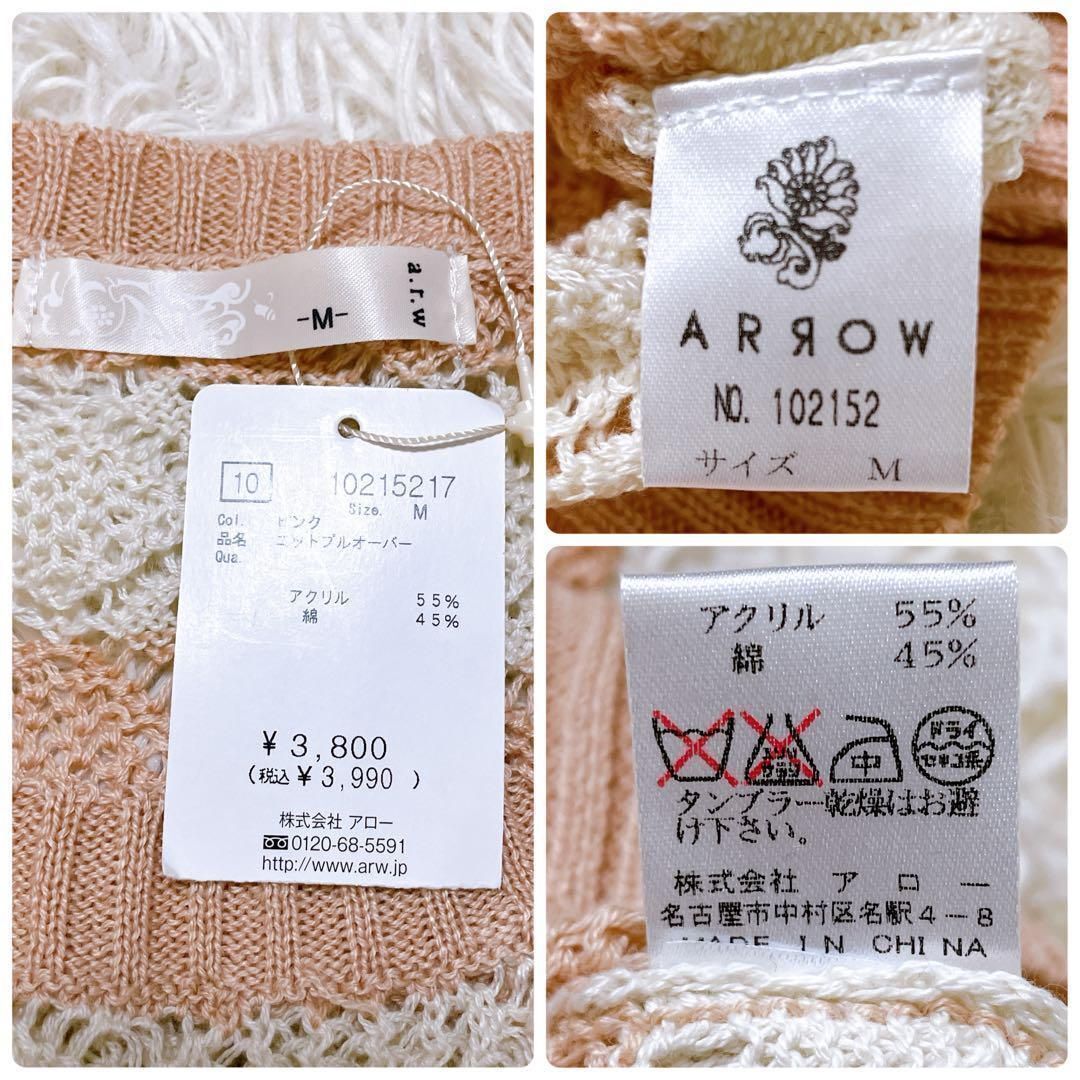 a.r.w
-M-
10 10215217
Size. M
Col. ピンク
品名 ニットプルオーバー
Qua.
アクリル 55%
綿 45%
¥3,800
(税込¥3,990)
株式会社 アロー
0120-68-5591
http://www.arw.jp
ARЯOW
NO. 102152
サイズ M
アクリル 55%
綿 45%
中
ドライ
セキユ系
タンブラー乾燥はお避
け下さい。
株式会社 アロー
名古屋市中村区名駅4-8
MADE IN CHINA